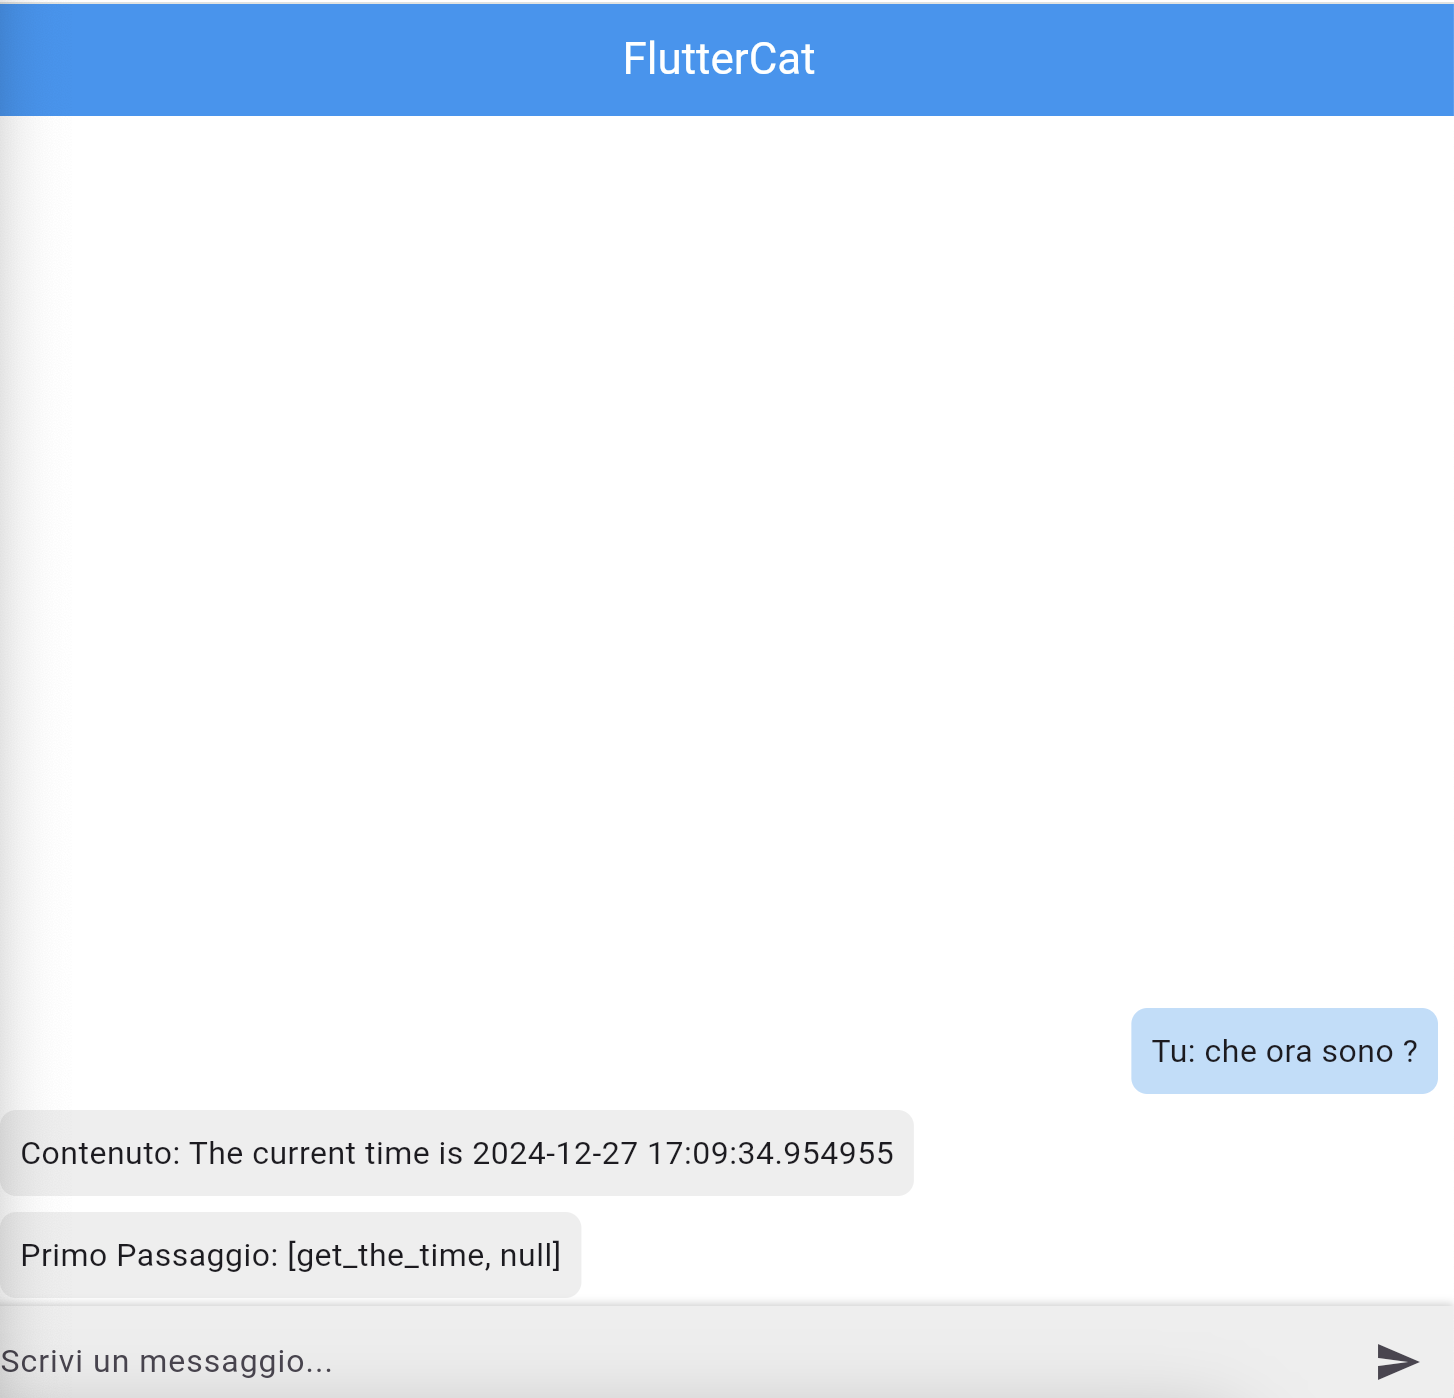 FlutterCat
Tu: che ora sono ?
Contenuto: The current time is 2024-12-27 17:09:34.954955
Primo Passaggio: [get_the_time, null]
Scrivi un messaggio...